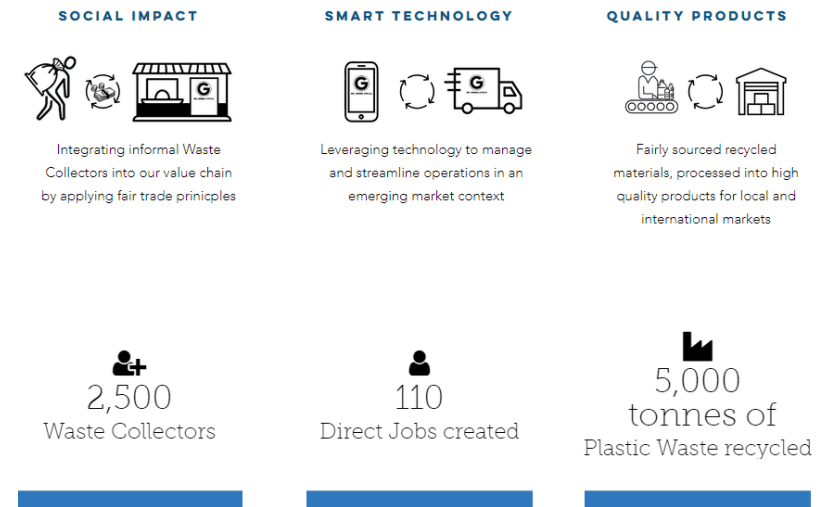 SOCIAL IMPACT
Integrating informal Waste
Collectors into our value chain
by applying fair trade prinicples
SMART TECHNOLOGY
G
G
Leveraging technology to manage
and streamline operations in an
emerging market context
QUALITY PRODUCTS
Fairly sourced recycled
materials, processed into high
quality products for local and
international markets
2,500
Waste Collectors
110
Direct Jobs created
5,000
tonnes of
Plastic Waste recycled